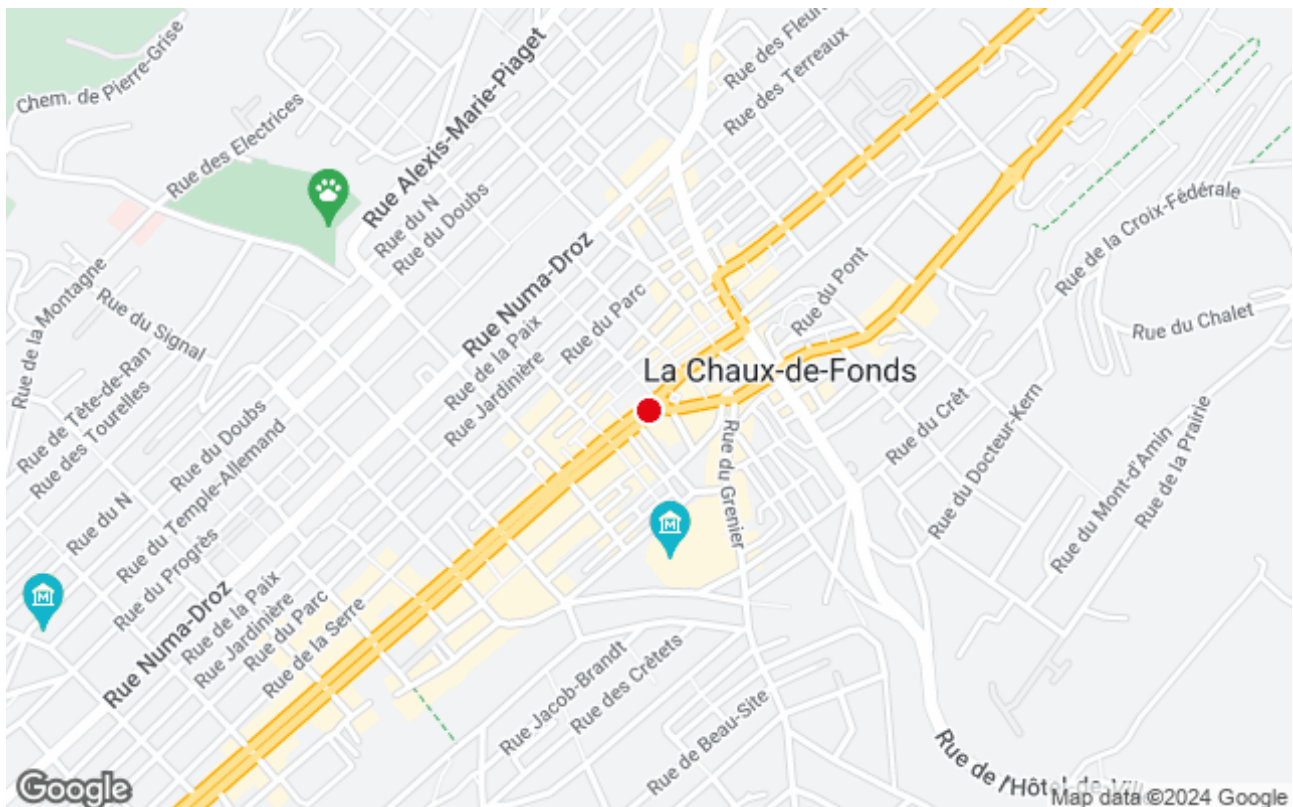 Chem. de Pierre-Grise
Rue des Electrices
Rue Alexis-Marie-Piaget
Rue des Fleurs
Rue des Terreaux
Rue du N
Rue du Doubs
Rue de la Montagne
Rue du Signal
Rue Numa-Droz
Rue du Parc
Rue de la Paix
Rue Jardinière
Rue du Pont
Rue de la Croix-Fédérale
Rue du Chalet
La Chaux-de-Fonds
Rue de Tête-de-Ran
Rue des Tourelles
Rue du Doubs
Rue du Temple-Allemand
Rue du N
Rue du Progrès
Rue Numa-Droz
Rue de la Paix
Rue Jardinière
Rue du Parc
Rue de la Serre
Rue du Grenier
Rue du Crêt
Rue du Docteur-Kern
Rue du Mont-d'Amin
Rue de la Prairie
M
M
Rue Jacob-Brandt
Rue des Crêtets
Rue de Beau-Site
Rue de l'Hôtel-de-Vil
Google
Map data ©2024 Google